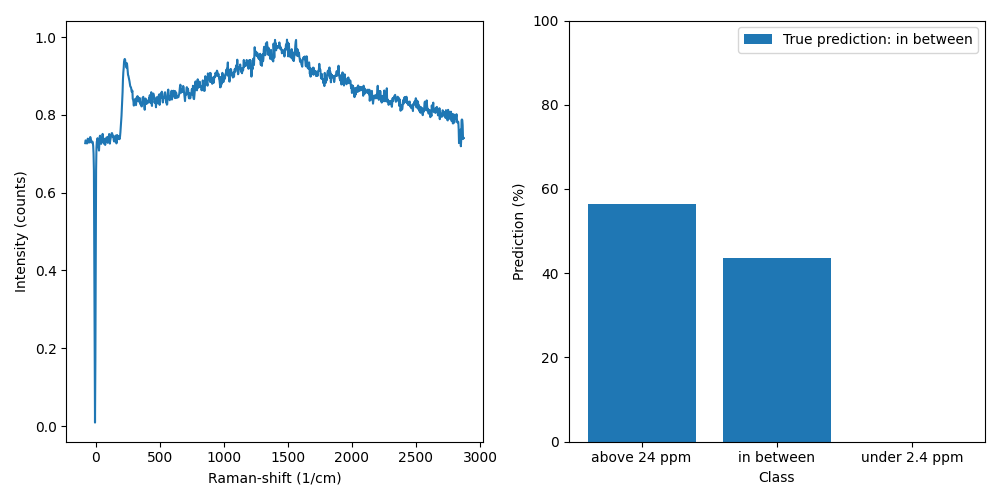 1.0
0.8
0.6
0.4
0.2
0.0
Intensity (counts)
0 500 1000 1500 2000 2500 3000
Raman-shift (1/cm)
True prediction: in between
100
80
60
40
20
0
Prediction (%)
above 24 ppm in between under 2.4 ppm
Class